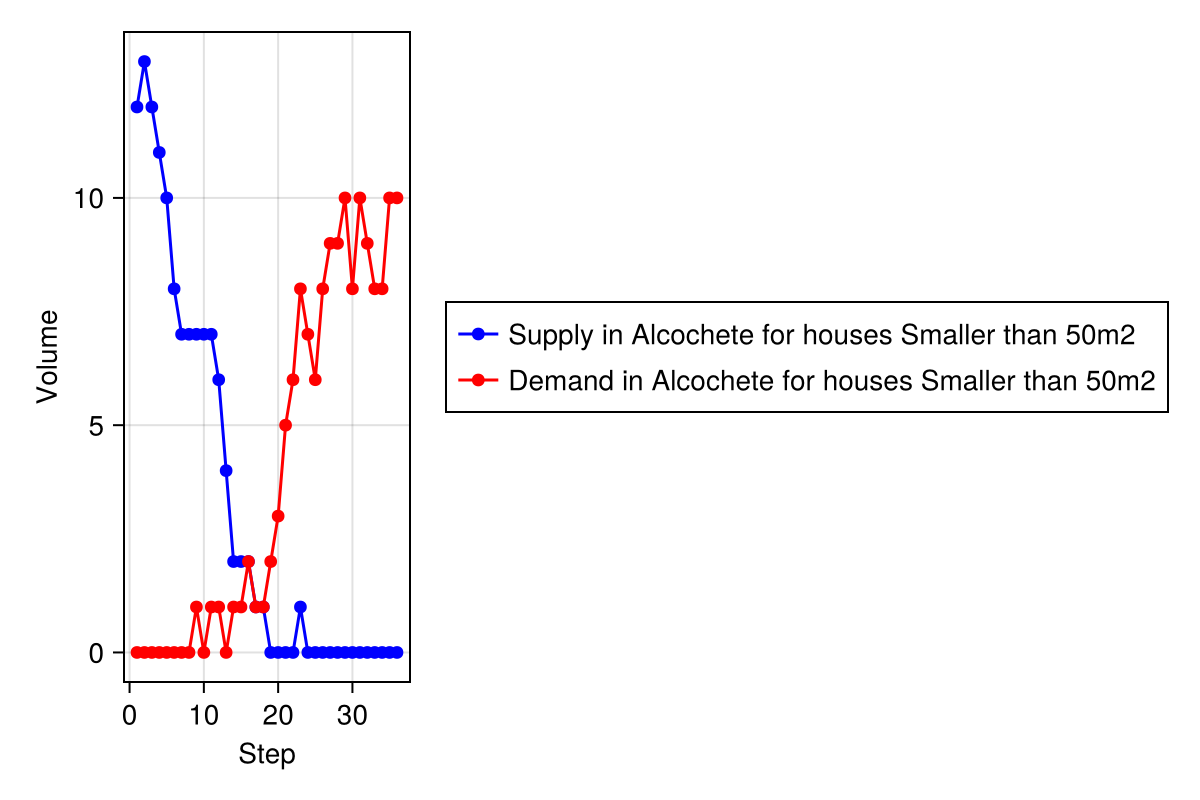 Volume
10
5
0
0 10 20 30
Step
Supply in Alcochete for houses Smaller than 50m2
Demand in Alcochete for houses Smaller than 50m2